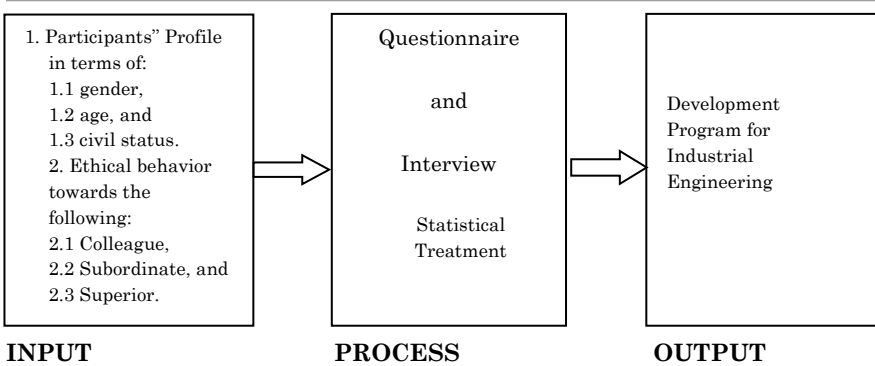 1. Participants” Profile
in terms of:
1.1 gender,
1.2 age, and
1.3 civil status.
2. Ethical behavior
towards the
following:
2.1 Colleague,
2.2 Subordinate, and
2.3 Superior.
Questionnaire
and
Interview
Statistical
Treatment
Development
Program for
Industrial
Engineering
INPUT
PROCESS
OUTPUT